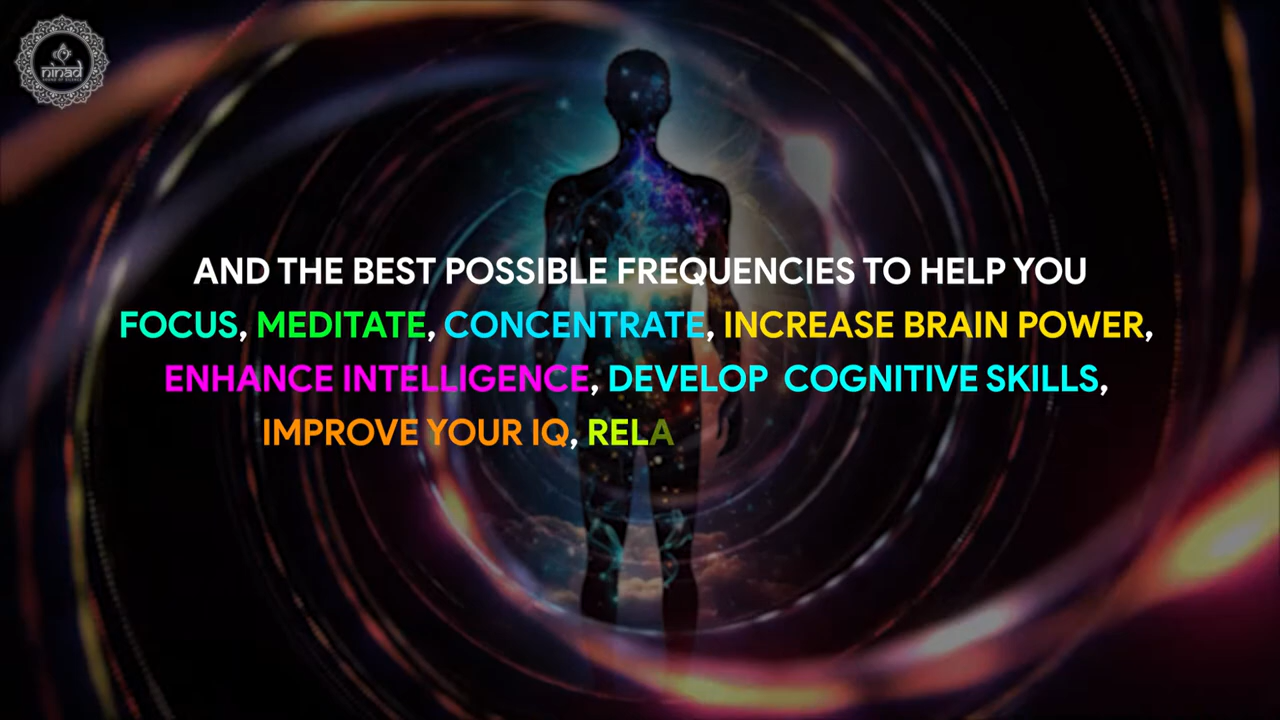 ninad
AND THE BEST POSSIBLE FREQUENCIES TO HELP YOU
FOCUS, MEDITATE, CONCENTRATE, INCREASE BRAIN POWER,
ENHANCE INTELLIGENCE, DEVELOP COGNITIVE SKILLS,
IMPROVE YOUR IQ, RELA